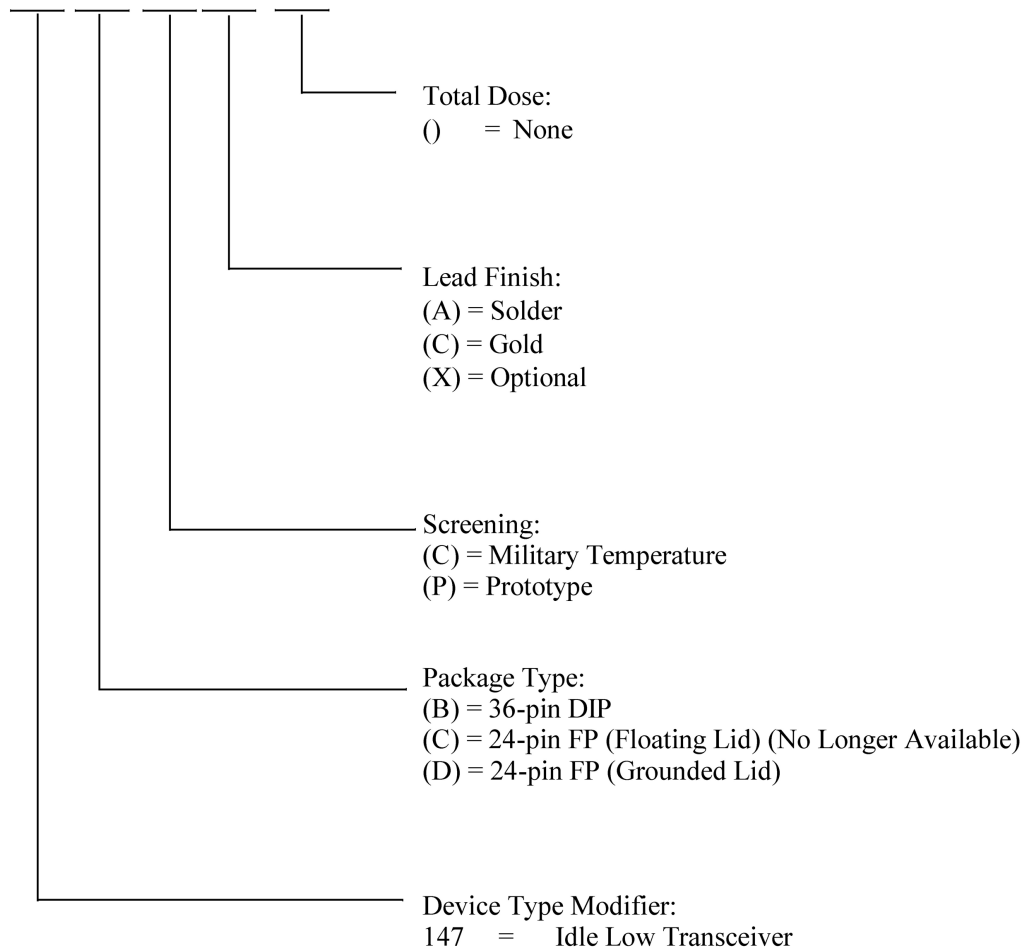 Total Dose:
() = None
Lead Finish:
(A) = Solder
(C) = Gold
(X) = Optional
Screening:
(C) = Military Temperature
(P) = Prototype
Package Type:
(B) = 36-pin DIP
(C) = 24-pin FP (Floating Lid) (No Longer Available)
(D) = 24-pin FP (Grounded Lid)
Device Type Modifier:
147 = Idle Low Transceiver